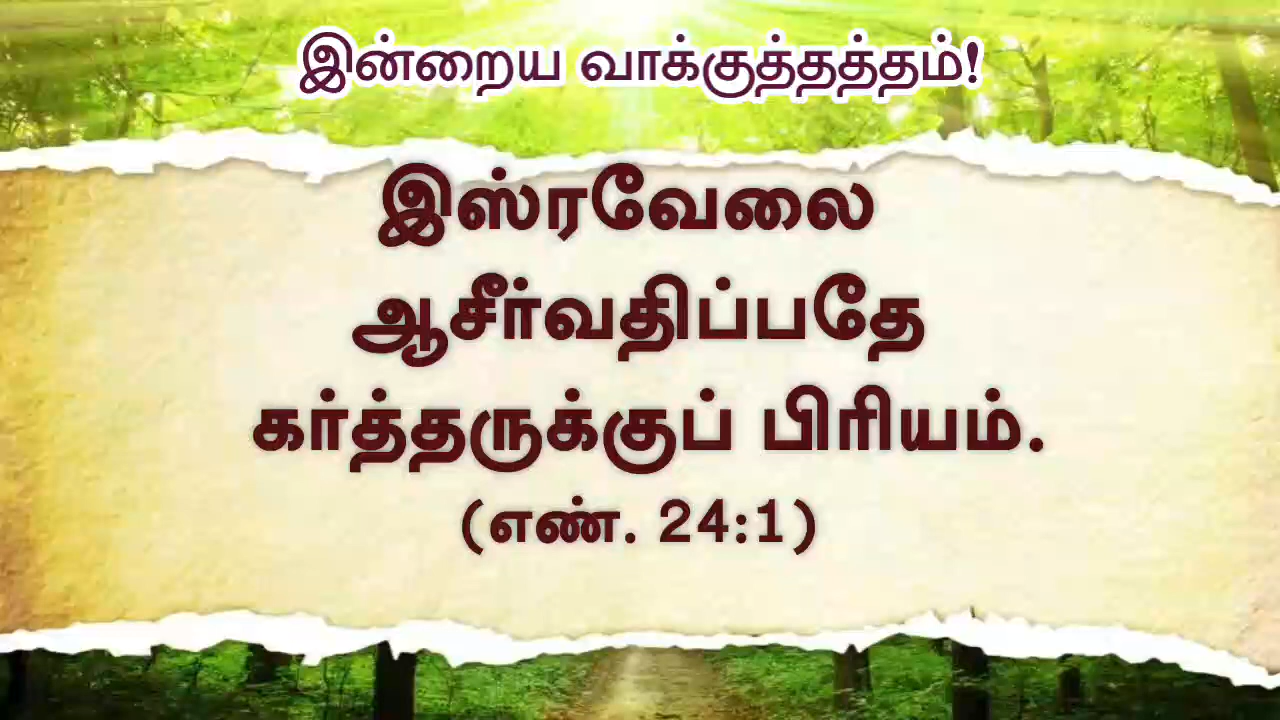 இன்றைய வாக்குத்தத்தம்!
இஸ்ரவேலை
ஆசீர்வதிப்பதே
கர்த்தருக்குப் பிரியம்.
(எண். 24:1)